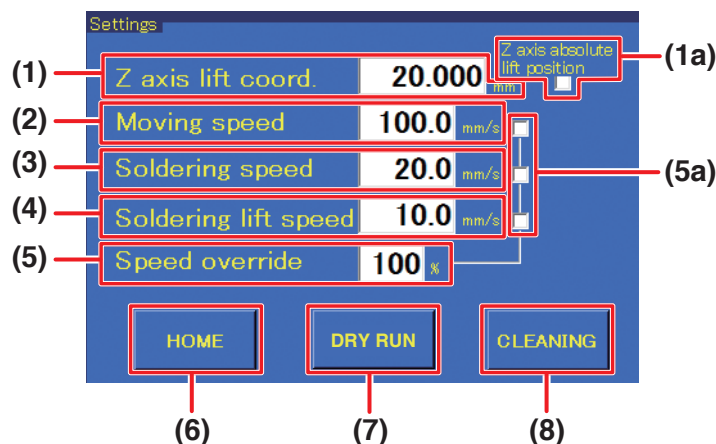 Settings
Z axis absolute
lift position
(1a)
(1) Z axis lift coord. 20.000 mm
(2) Moving speed 100.0 mm/s
(3) Soldering speed 20.0 mm/s
(5a)
(4) Soldering lift speed 10.0 mm/s
(5) Speed override 100 %
HOME DRY RUN CLEANING
(6) (7) (8)